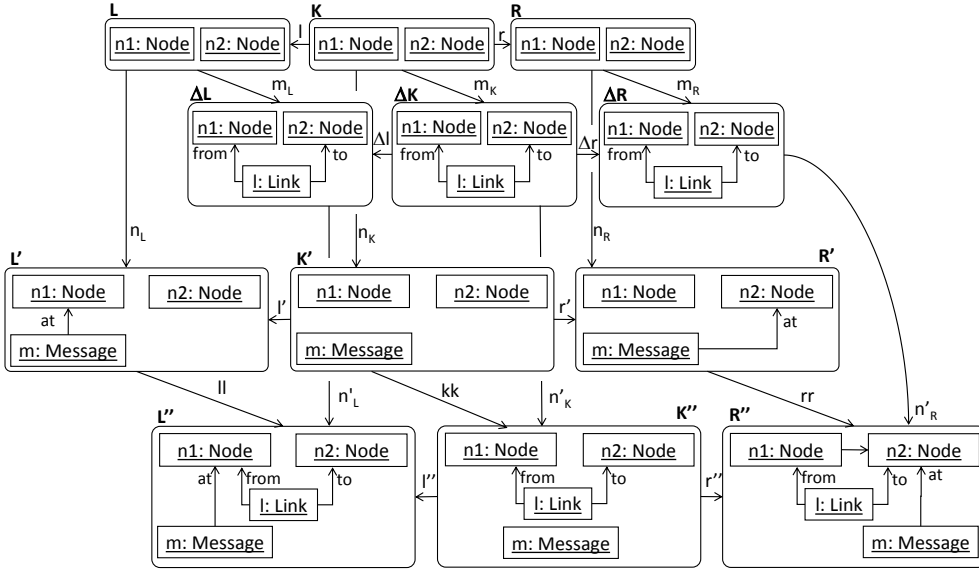 L K R
n1: Node n2: Node l n1: Node n2: Node r n1: Node n2: Node
mL mK mR
ΔL ΔK ΔR
n1: Node n2: Node Δl n1: Node n2: Node Δr n1: Node n2: Node
from to from to from to
l: Link l: Link l: Link
nL nK nR
L' K' R'
n1: Node n2: Node n1: Node n2: Node n1: Node n2: Node
at l' r' at
m: Message m: Message m: Message
ll n'L kk n'K rr n'R
L'' K'' R''
n1: Node n2: Node n1: Node n2: Node n1: Node n2: Node
at from to l'' from to r'' from to at
l: Link l: Link l: Link
m: Message m: Message m: Message